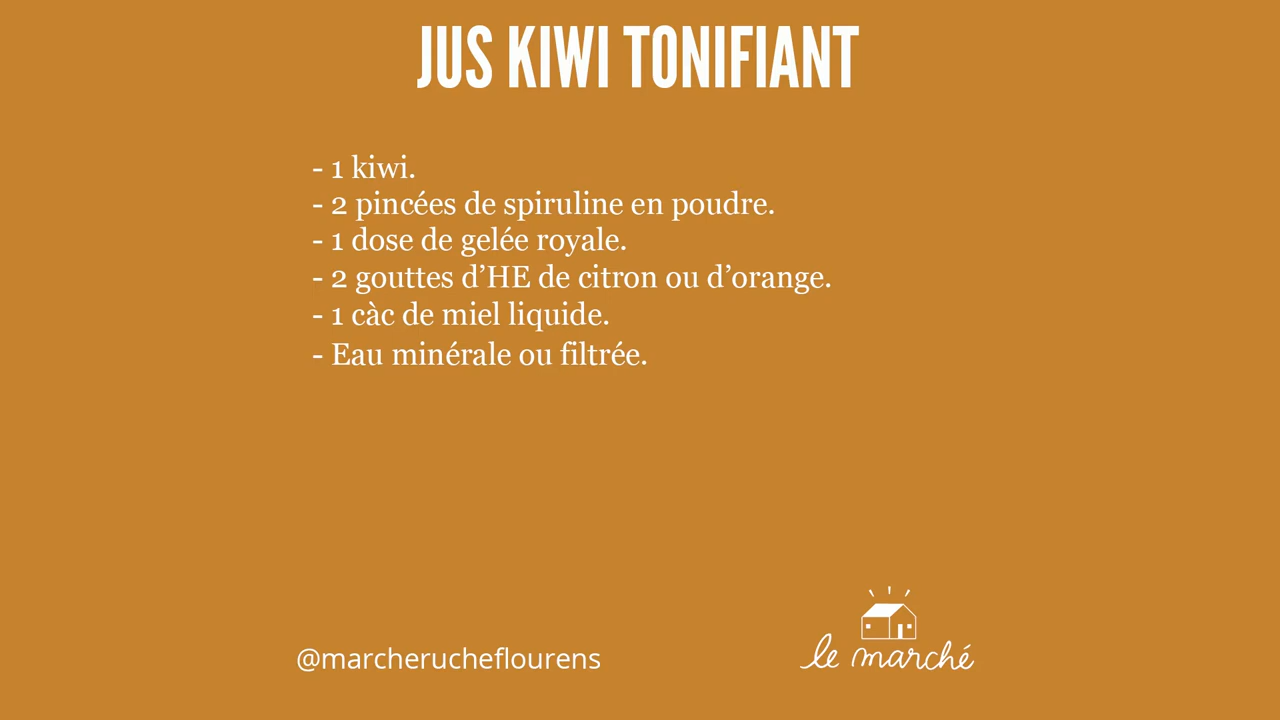 JUS KIWI TONIFIANT
- 1 kiwi.
- 2 pincées de spiruline en poudre.
- 1 dose de gelée royale.
- 2 gouttes d’HE de citron ou d’orange.
- 1 càc de miel liquide.
- Eau minérale ou filtrée.
@marcherucheflourens
le marché